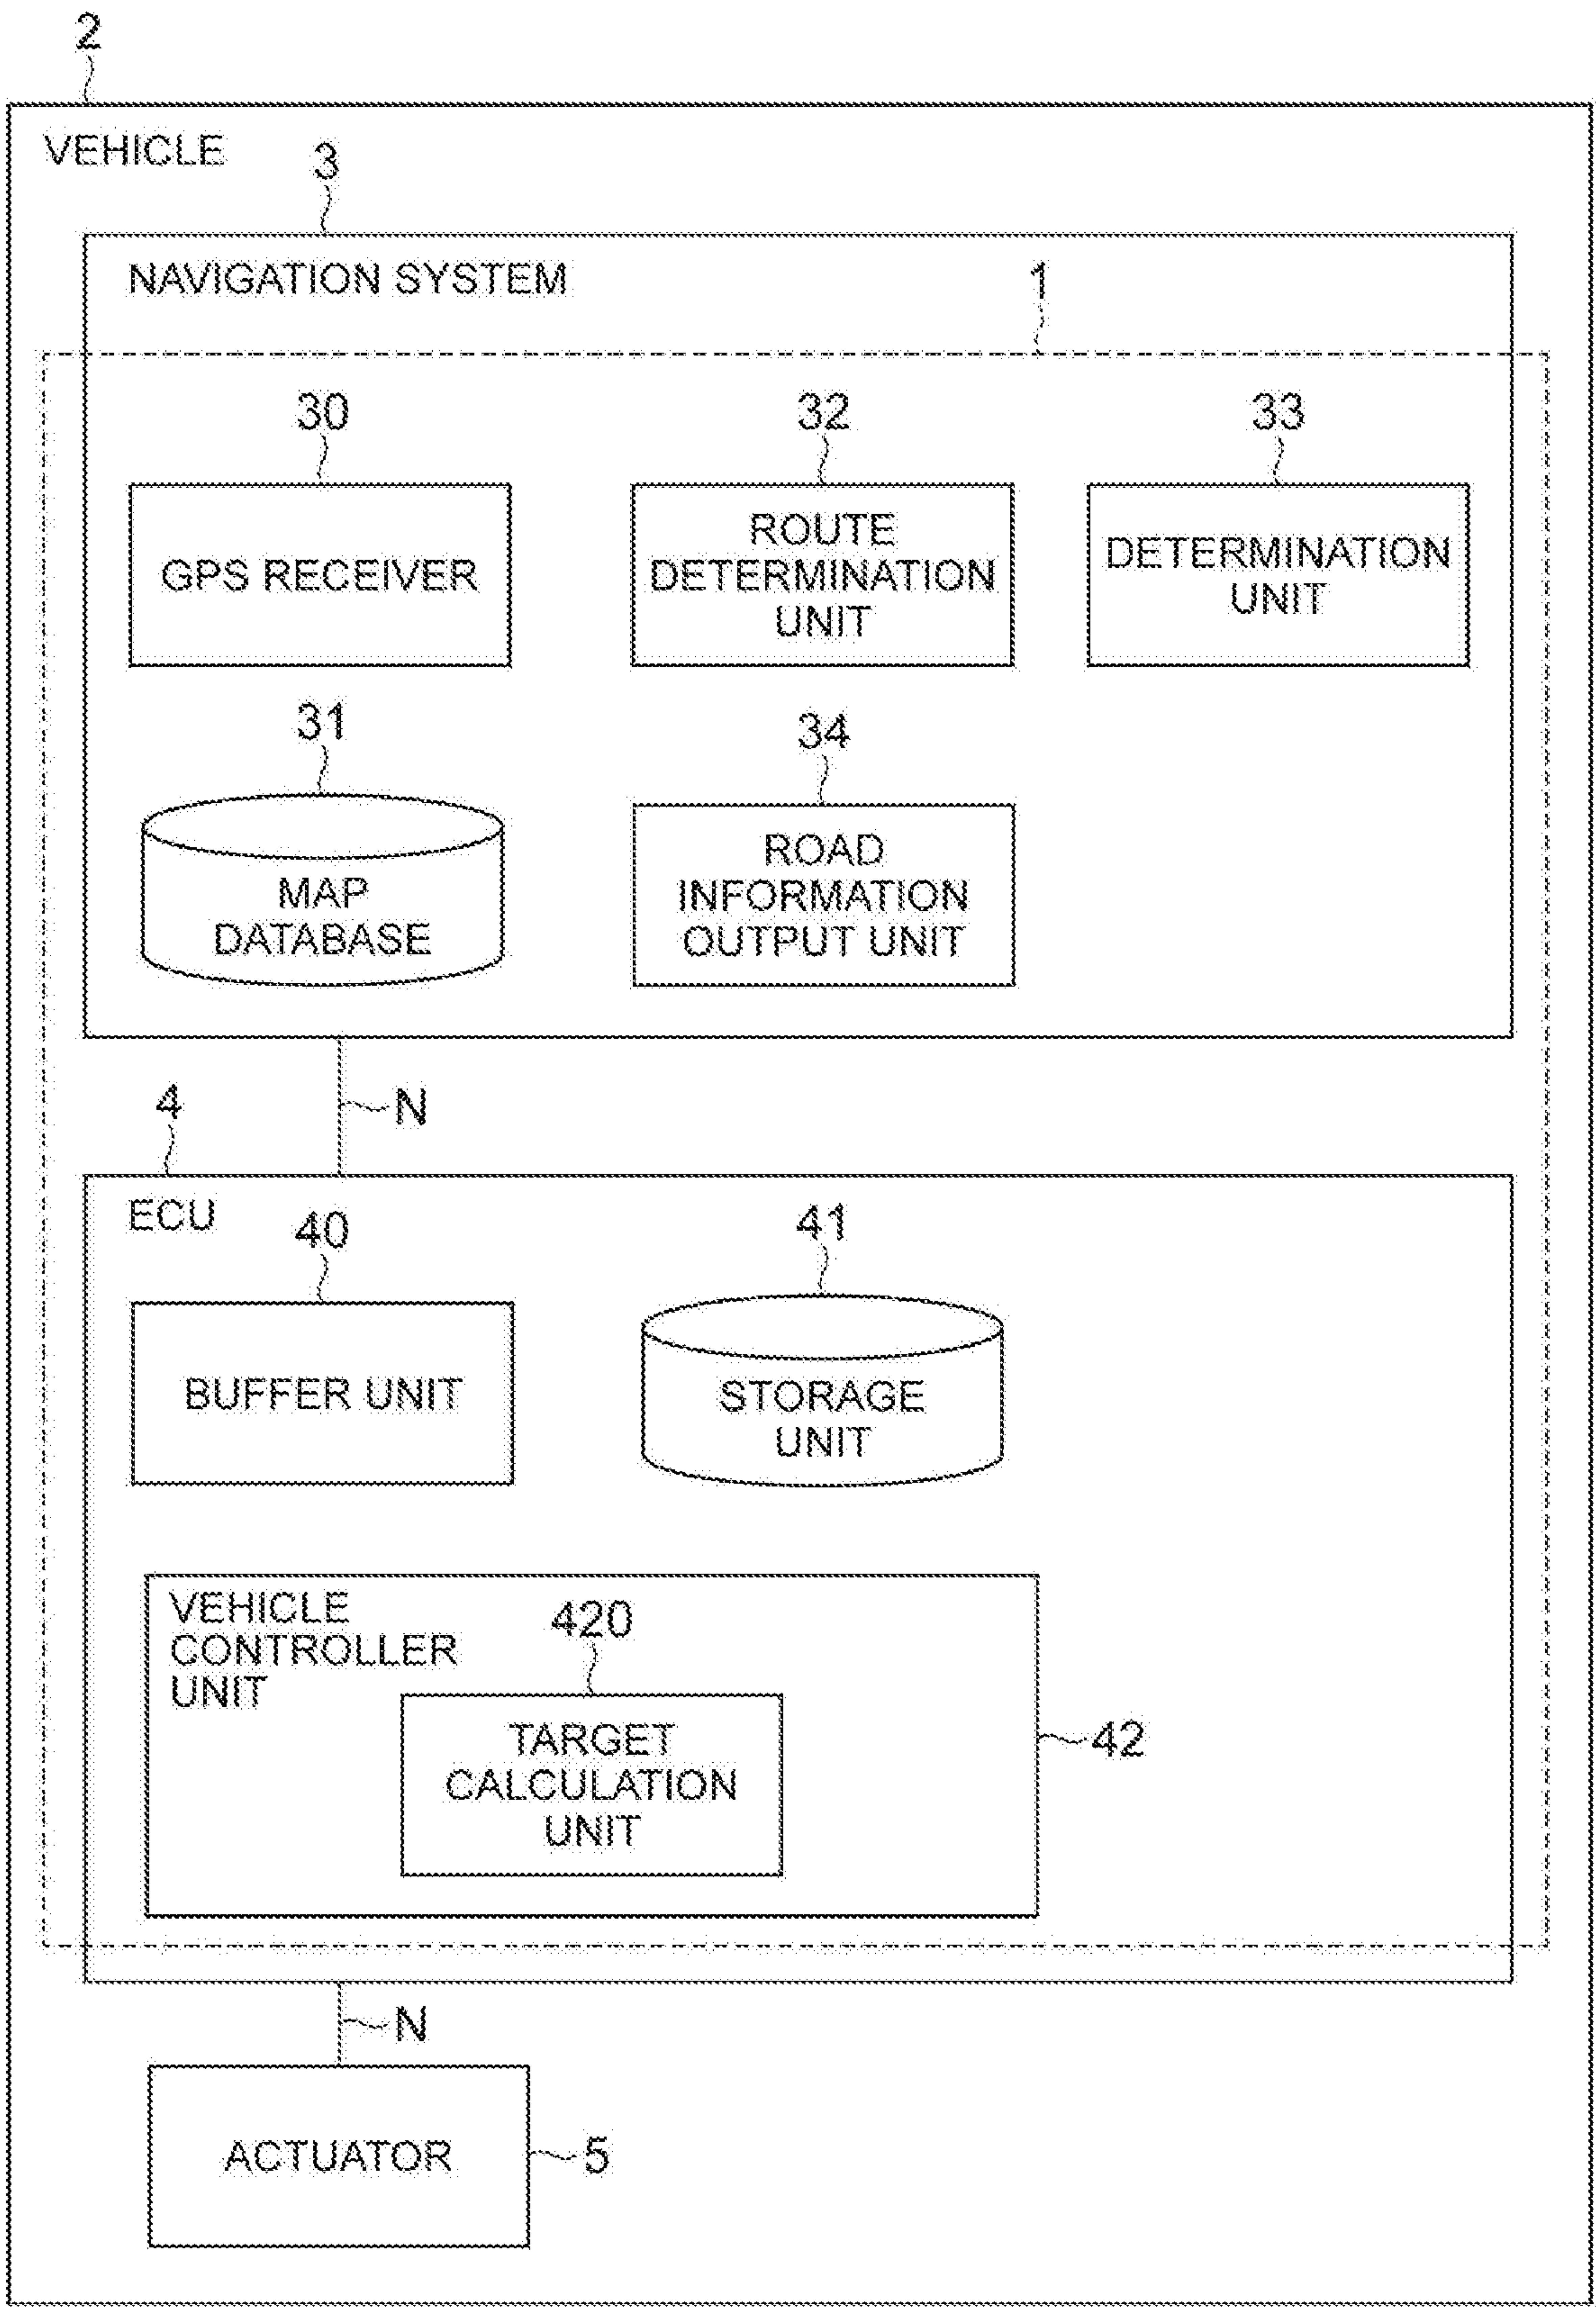 2
VEHICLE
3
NAVIGATION SYSTEM
1
30
32
33
GPS RECEIVER
ROUTE
DETERMINATION
UNIT
DETERMINATION
UNIT
31
34
MAP
DATABASE
ROAD
INFORMATION
OUTPUT UNIT
N
4
ECU
40
41
BUFFER UNIT
STORAGE
UNIT
VEHICLE
CONTROLLER
UNIT
420
TARGET
CALCULATION
UNIT
42
N
ACTUATOR
5